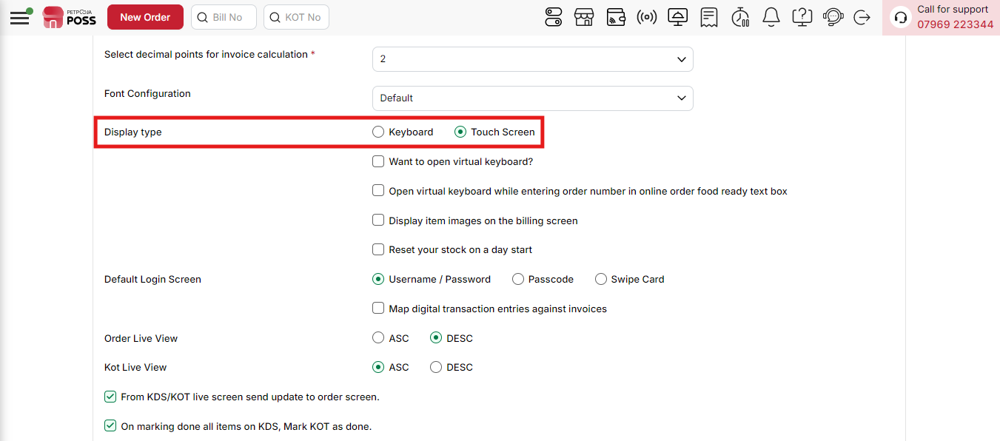 PETPOOJA
POSS
New Order
Bill No
KOT No
Call for support
07969 223344
Select decimal points for invoice calculation *
2
Font Configuration
Default
Display type
Keyboard
Touch Screen
Want to open virtual keyboard?
Open virtual keyboard while entering order number in online order food ready text box
Display item images on the billing screen
Reset your stock on a day start
Default Login Screen
Username / Password
Passcode
Swipe Card
Map digital transaction entries against invoices
Order Live View
ASC
DESC
Kot Live View
ASC
DESC
From KDS/KOT live screen send update to order screen.
On marking done all items on KDS, Mark KOT as done.